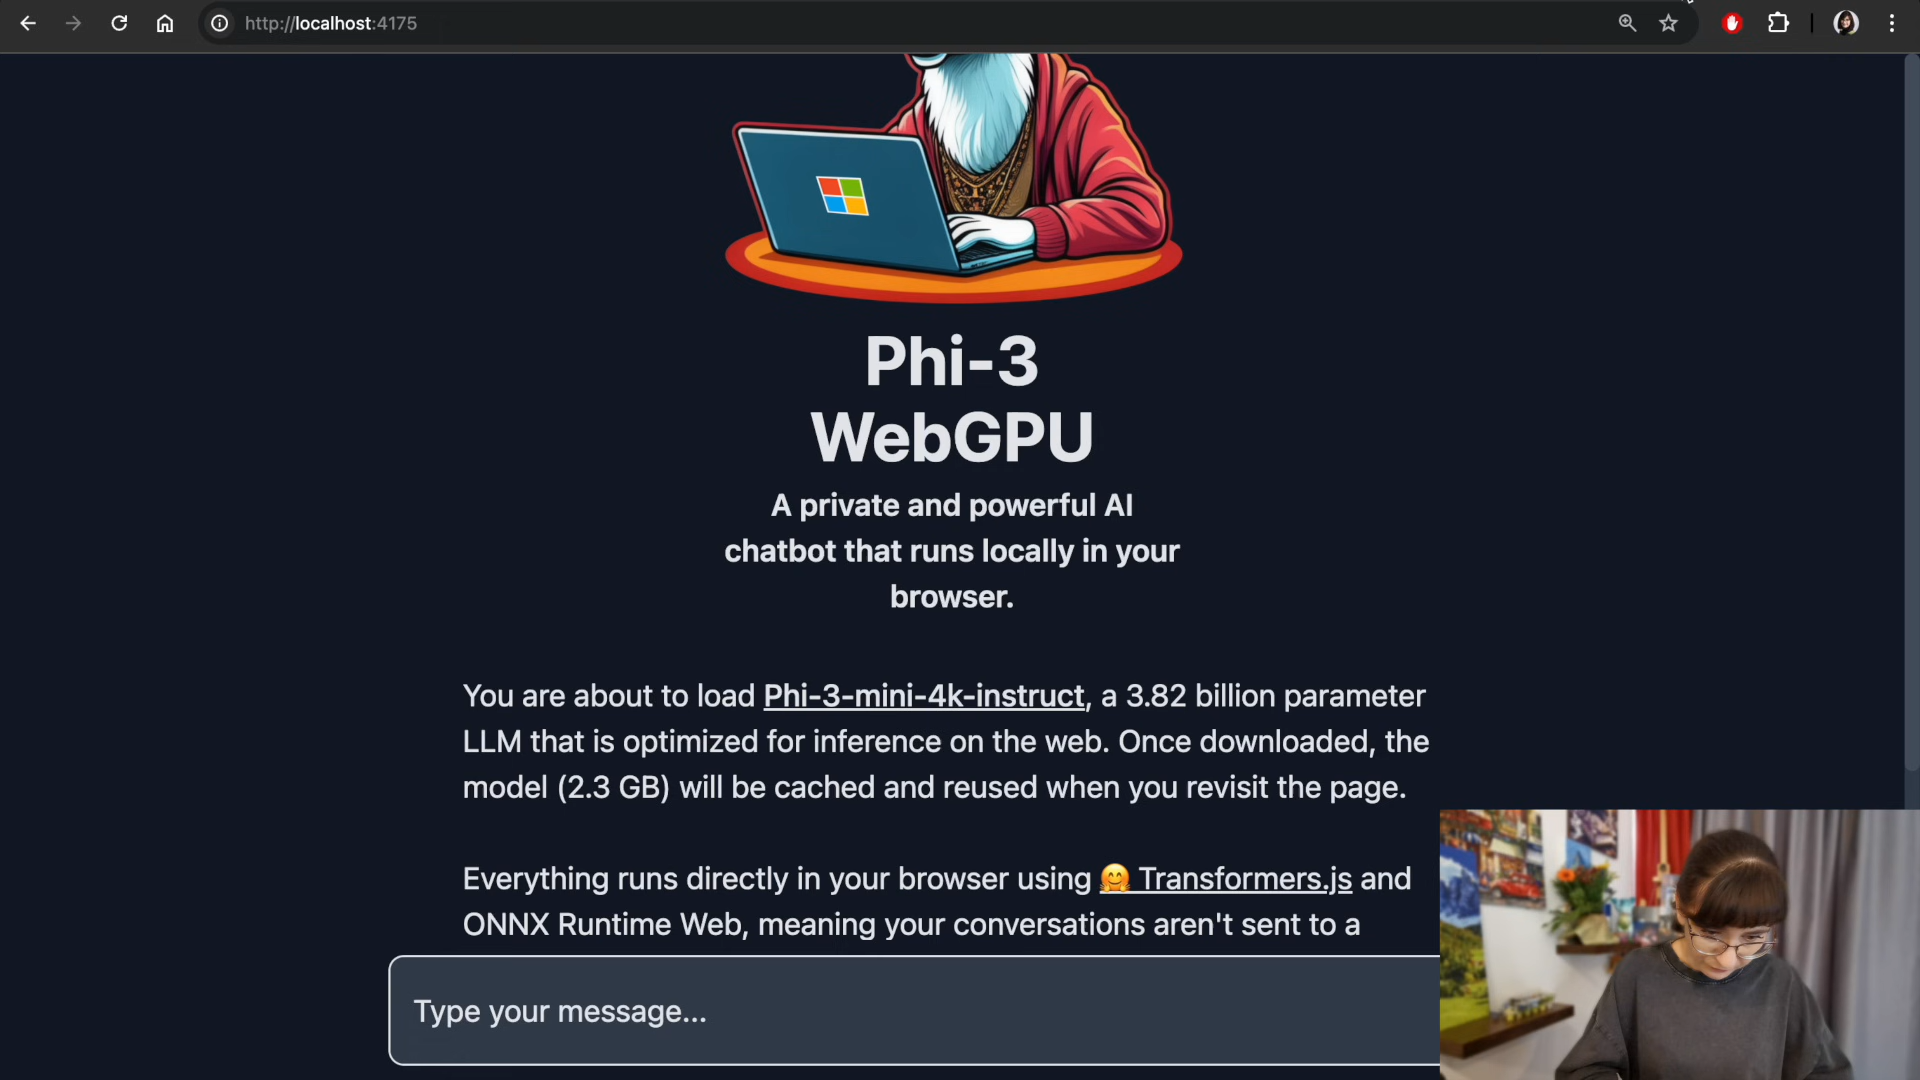 http://localhost:4175
Phi-3
WebGPU
A private and powerful AI
chatbot that runs locally in your
browser.
You are about to load Phi-3-mini-4k-instruct, a 3.82 billion parameter
LLM that is optimized for inference on the web. Once downloaded, the
model (2.3 GB) will be cached and reused when you revisit the page.
Everything runs directly in your browser using 🤗 Transformers.js and
ONNX Runtime Web, meaning your conversations aren't sent to a
Type your message...